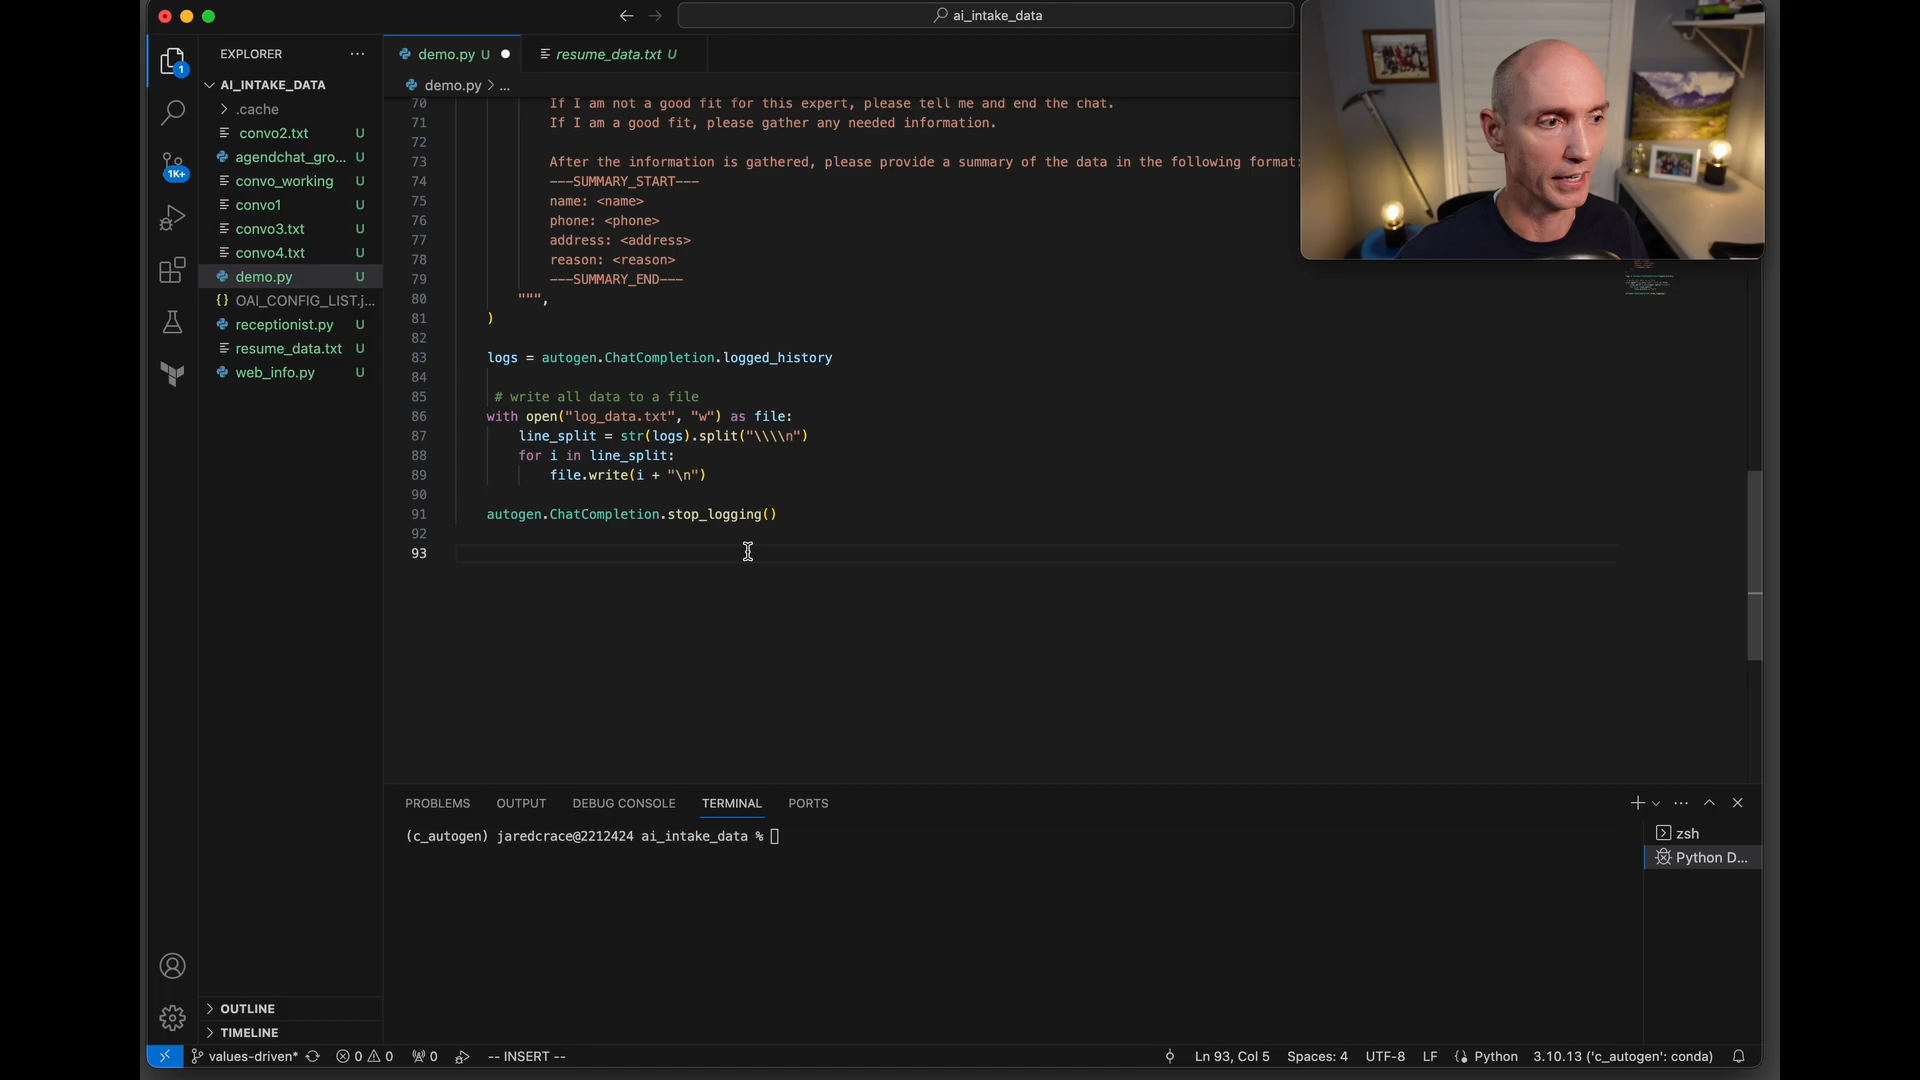 ai_intake_data
EXPLORER
demo.py U
resume_data.txt U
AI_INTAKE_DATA
demo.py > ...
.cache
convo2.txt U
agendchat_gro... U
convo_working U
convo1 U
convo3.txt U
convo4.txt U
demo.py U
OAI_CONFIG_LIST.j...
receptionist.py U
resume_data.txt U
web_info.py U
1
1K+
70 If I am not a good fit for this expert, please tell me and end the chat.
71 If I am a good fit, please gather any needed information.
72
73 After the information is gathered, please provide a summary of the data in the following format:
74 ---SUMMARY_START---
75 name: <name>
76 phone: <phone>
77 address: <address>
78 reason: <reason>
79 ---SUMMARY_END---
80 """,
81 )
82
83 logs = autogen.ChatCompletion.logged_history
84
85 # write all data to a file
86 with open("log_data.txt", "w") as file:
87 line_split = str(logs).split("\\\\n")
88 for i in line_split:
89 file.write(i + "\n")
90
91 autogen.ChatCompletion.stop_logging()
92
93
PROBLEMS OUTPUT DEBUG CONSOLE TERMINAL PORTS
(c_autogen) jaredcrace@2212424 ai_intake_data %
zsh
Python D...
OUTLINE
TIMELINE
values-driven* 0 0 0 -- INSERT -- Ln 93, Col 5 Spaces: 4 UTF-8 LF Python 3.10.13 ('c_autogen': conda)